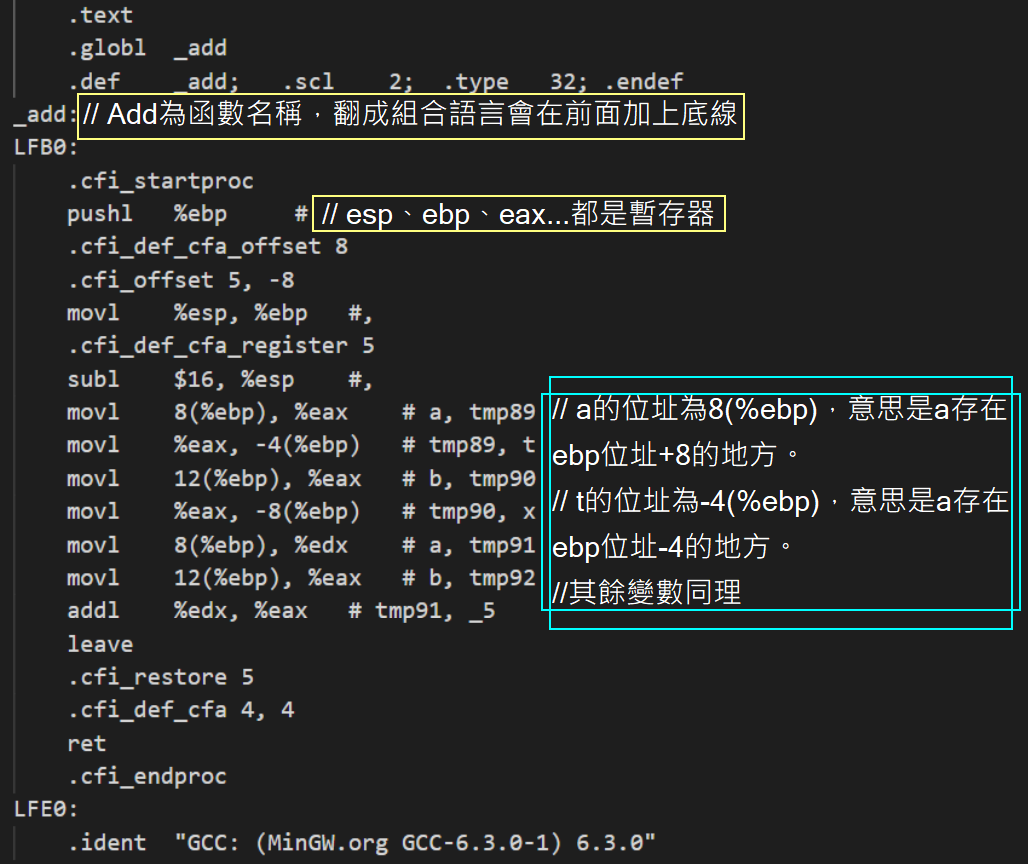 .text
.globl _add
.def _add; .scl 2; .type 32; .endef
_add: // Add為函數名稱，翻成組合語言會在前面加上底線
LFB0:
.cfi_startproc
pushl %ebp # // esp、ebp、eax...都是暫存器
.cfi_def_cfa_offset 8
.cfi_offset 5, -8
movl %esp, %ebp #,
.cfi_def_cfa_register 5
subl $16, %esp #,
movl 8(%ebp), %eax # a, tmp89
movl %eax, -4(%ebp) # tmp89, t
movl 12(%ebp), %eax # b, tmp90
movl %eax, -8(%ebp) # tmp90, x
movl 8(%ebp), %edx # a, tmp91
movl 12(%ebp), %eax # b, tmp92
addl %edx, %eax # tmp91, _5
// a的位址為8(%ebp)，意思是a存在
ebp位址+8的地方。
// t的位址為-4(%ebp)，意思是a存在
ebp位址-4的地方。
//其餘變數同理
leave
.cfi_restore 5
.cfi_def_cfa 4, 4
ret
.cfi_endproc
LFE0:
.ident "GCC: (MinGW.org GCC-6.3.0-1) 6.3.0"